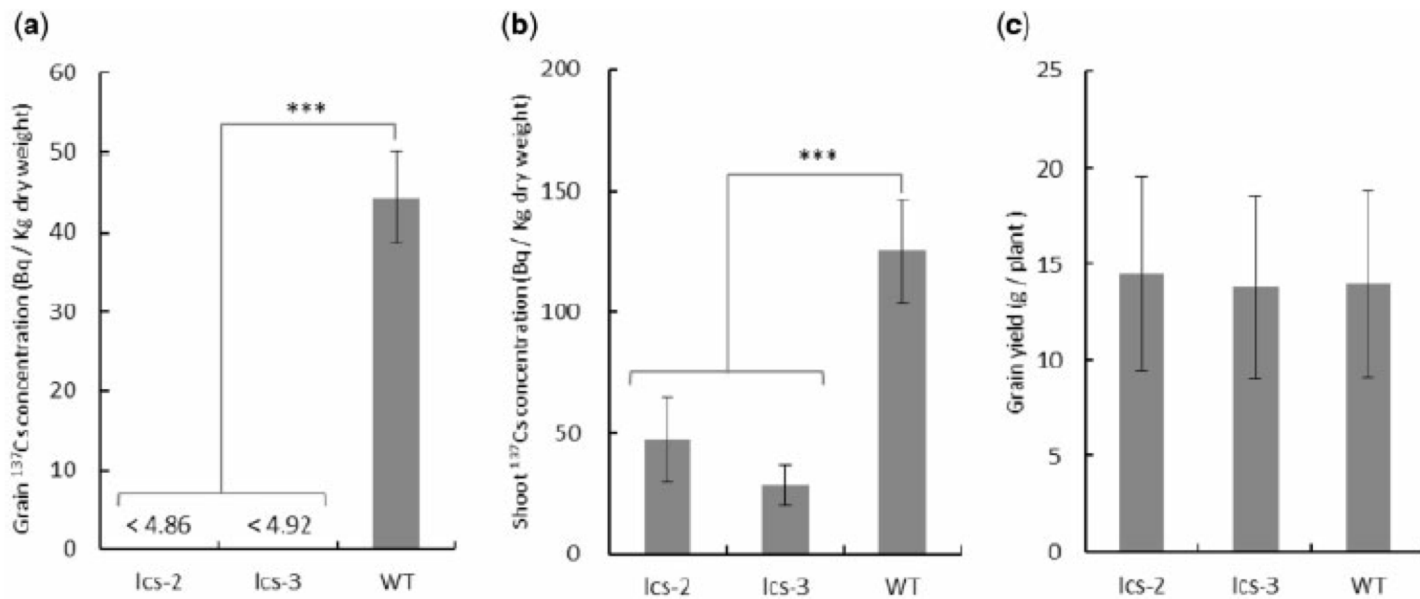 (a)
Grain ¹³⁷Cs concentration (Bq / Kg dry weight)
60
50
40
30
20
10
0
***
< 4.86
< 4.92
lcs-2
lcs-3
WT
(b)
Shoot ¹³⁷Cs concentration (Bq / Kg dry weight)
200
150
100
50
0
***
lcs-2
lcs-3
WT
(c)
Grain yield (g / plant )
25
20
15
10
5
0
lcs-2
lcs-3
WT